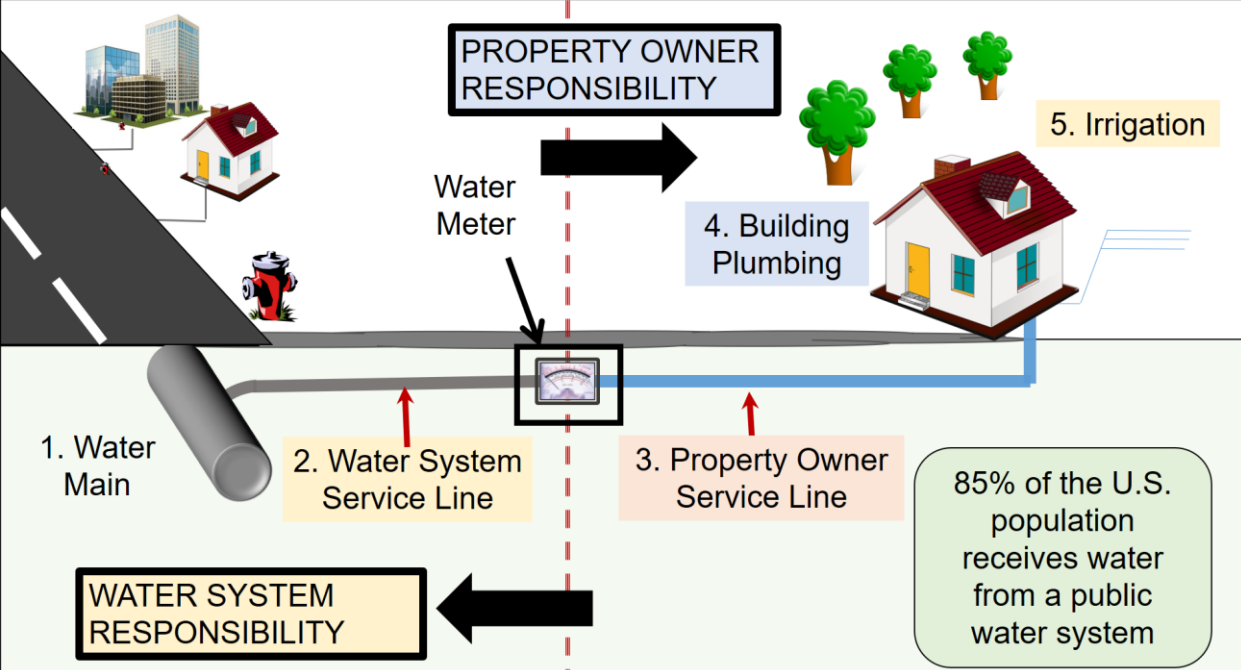 PROPERTY OWNER
RESPONSIBILITY
5. Irrigation
Water
Meter
4. Building
Plumbing
1. Water
Main
2. Water System
Service Line
3. Property Owner
Service Line
85% of the U.S.
population
receives water
from a public
water system
WATER SYSTEM
RESPONSIBILITY